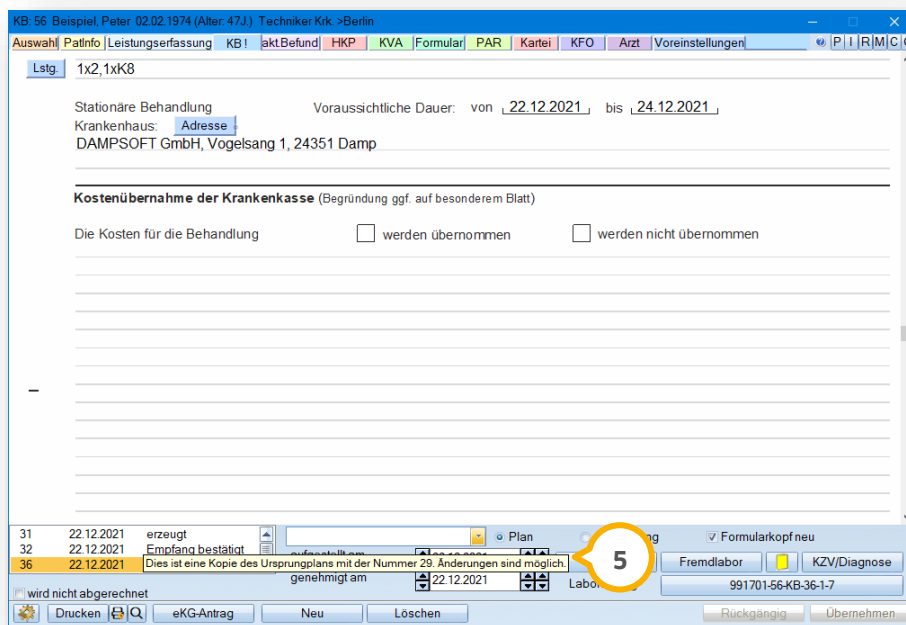 KB: 56 Beispiel, Peter 02.02.1974 (Alter: 47J.) Techniker Krk. >Berlin
Auswahl PatInfo Leistungserfassung KB! akt.Befund HKP KVA Formular PAR Kartei KFO Arzt Voreinstellungen P I R M C
Lstg. 1x2,1xK8
Stationäre Behandlung Voraussichtliche Dauer: von 22.12.2021 bis 24.12.2021
Krankenhaus: Adresse
DAMPSOFT GmbH, Vogelsang 1, 24351 Damp
Kostenübernahme der Krankenkasse (Begründung ggf. auf besonderem Blatt)
Die Kosten für die Behandlung werden übernommen werden nicht übernommen
31 22.12.2021 erzeugt Plan Formularkopf neu
32 22.12.2021 Empfang bestätigt
36 22.12.2021 Dies ist eine Kopie des Ursprungplans mit der Nummer 29. Änderungen sind möglich. 5 Fremdlabor KZV/Diagnose
genehmigt am 22.12.2021 991701-56-KB-36-1-7
wird nicht abgerechnet
Drucken eKG-Antrag Neu Löschen Rückgängig Übernehmen